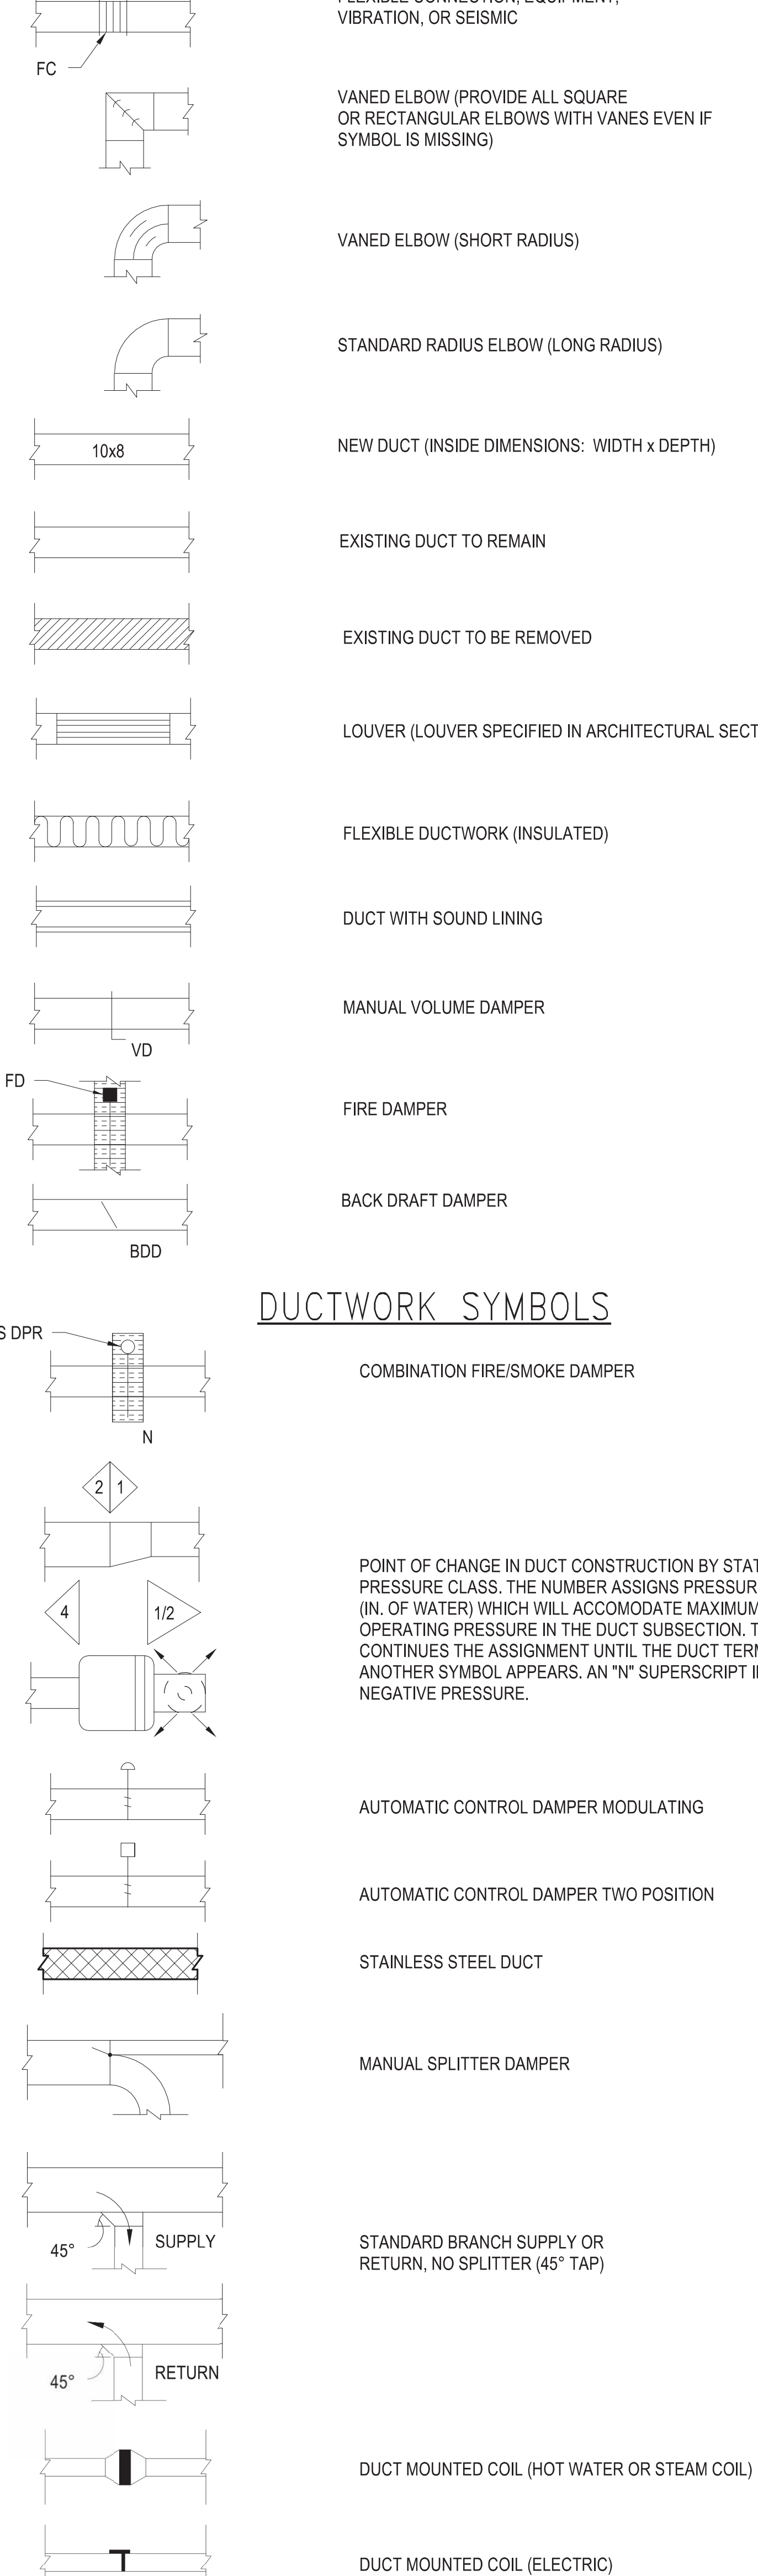 VIBRATION, OR SEISMIC
FC
VANED ELBOW (PROVIDE ALL SQUARE
OR RECTANGULAR ELBOWS WITH VANES EVEN IF
SYMBOL IS MISSING)
VANED ELBOW (SHORT RADIUS)
STANDARD RADIUS ELBOW (LONG RADIUS)
10x8
NEW DUCT (INSIDE DIMENSIONS: WIDTH x DEPTH)
EXISTING DUCT TO REMAIN
EXISTING DUCT TO BE REMOVED
LOUVER (LOUVER SPECIFIED IN ARCHITECTURAL SECT
FLEXIBLE DUCTWORK (INSULATED)
DUCT WITH SOUND LINING
MANUAL VOLUME DAMPER
VD
FD
FIRE DAMPER
BACK DRAFT DAMPER
BDD
DUCTWORK SYMBOLS
S DPR
COMBINATION FIRE/SMOKE DAMPER
N
2 1
POINT OF CHANGE IN DUCT CONSTRUCTION BY STAT
PRESSURE CLASS. THE NUMBER ASSIGNS PRESSUR
(IN. OF WATER) WHICH WILL ACCOMODATE MAXIMUM
OPERATING PRESSURE IN THE DUCT SUBSECTION. T
CONTINUES THE ASSIGNMENT UNTIL THE DUCT TERM
ANOTHER SYMBOL APPEARS. AN "N" SUPERSCRIPT I
NEGATIVE PRESSURE.
4 1/2
AUTOMATIC CONTROL DAMPER MODULATING
AUTOMATIC CONTROL DAMPER TWO POSITION
STAINLESS STEEL DUCT
MANUAL SPLITTER DAMPER
SUPPLY
45°
STANDARD BRANCH SUPPLY OR
RETURN, NO SPLITTER (45° TAP)
RETURN
45°
DUCT MOUNTED COIL (HOT WATER OR STEAM COIL)
DUCT MOUNTED COIL (ELECTRIC)